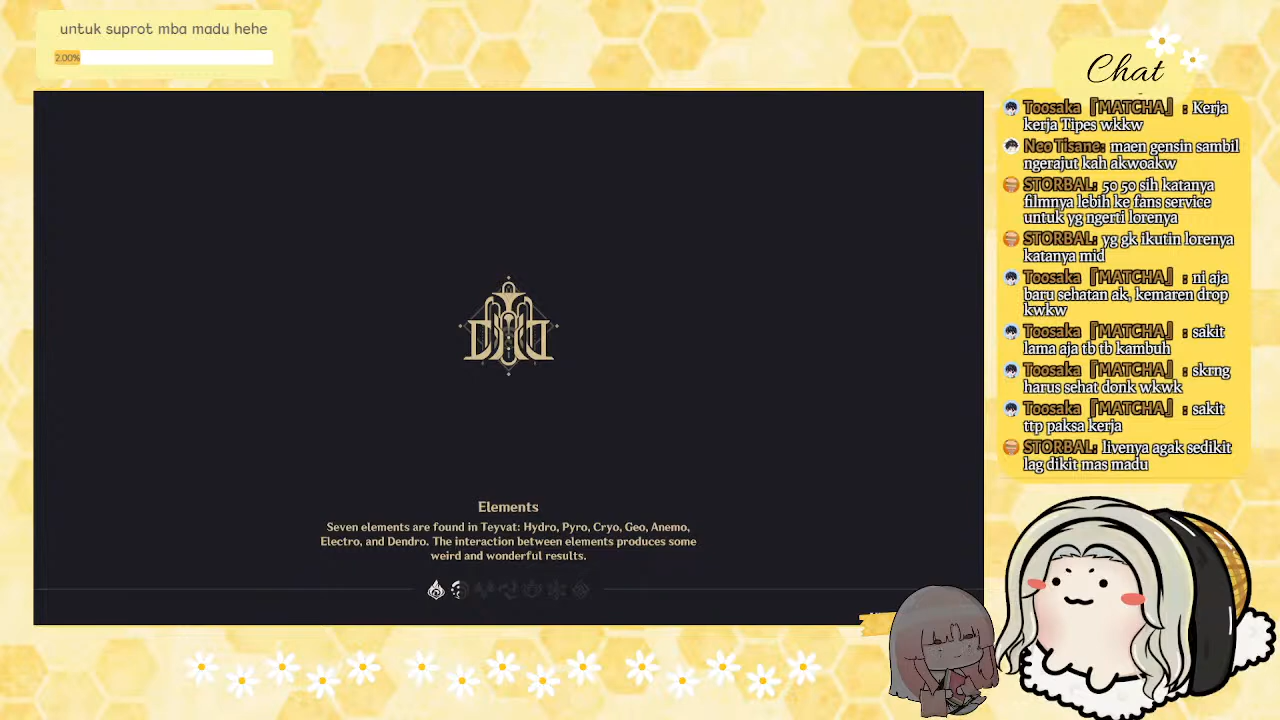 untuk suprot mba madu hehe
2.00%
Chat
Toosaka『MATCHA』 : Kerja
kerja Tipes wkkw
Neo Tisane: maen gensin sambil
ngerajut kah akwoakw
STORBAL: 50 50 sih katanya
filmnya lebih ke fans service
untuk yg ngerti lorenya
STORBAL: yg gk ikutin lorenya
katanya mid
Toosaka『MATCHA』 : ni aja
baru sehatan ak, kemaren drop
kwkw
Toosaka『MATCHA』 : sakit
lama aja tb tb kambuh
Toosaka『MATCHA』 : skrng
harus sehat donk wkwk
Toosaka『MATCHA』 : sakit
ttp paksa kerja
STORBAL: livenya agak sedikit
lag dikit mas madu
Elements
Seven elements are found in Teyvat: Hydro, Pyro, Cryo, Geo, Anemo,
Electro, and Dendro. The interaction between elements produces some
weird and wonderful results.